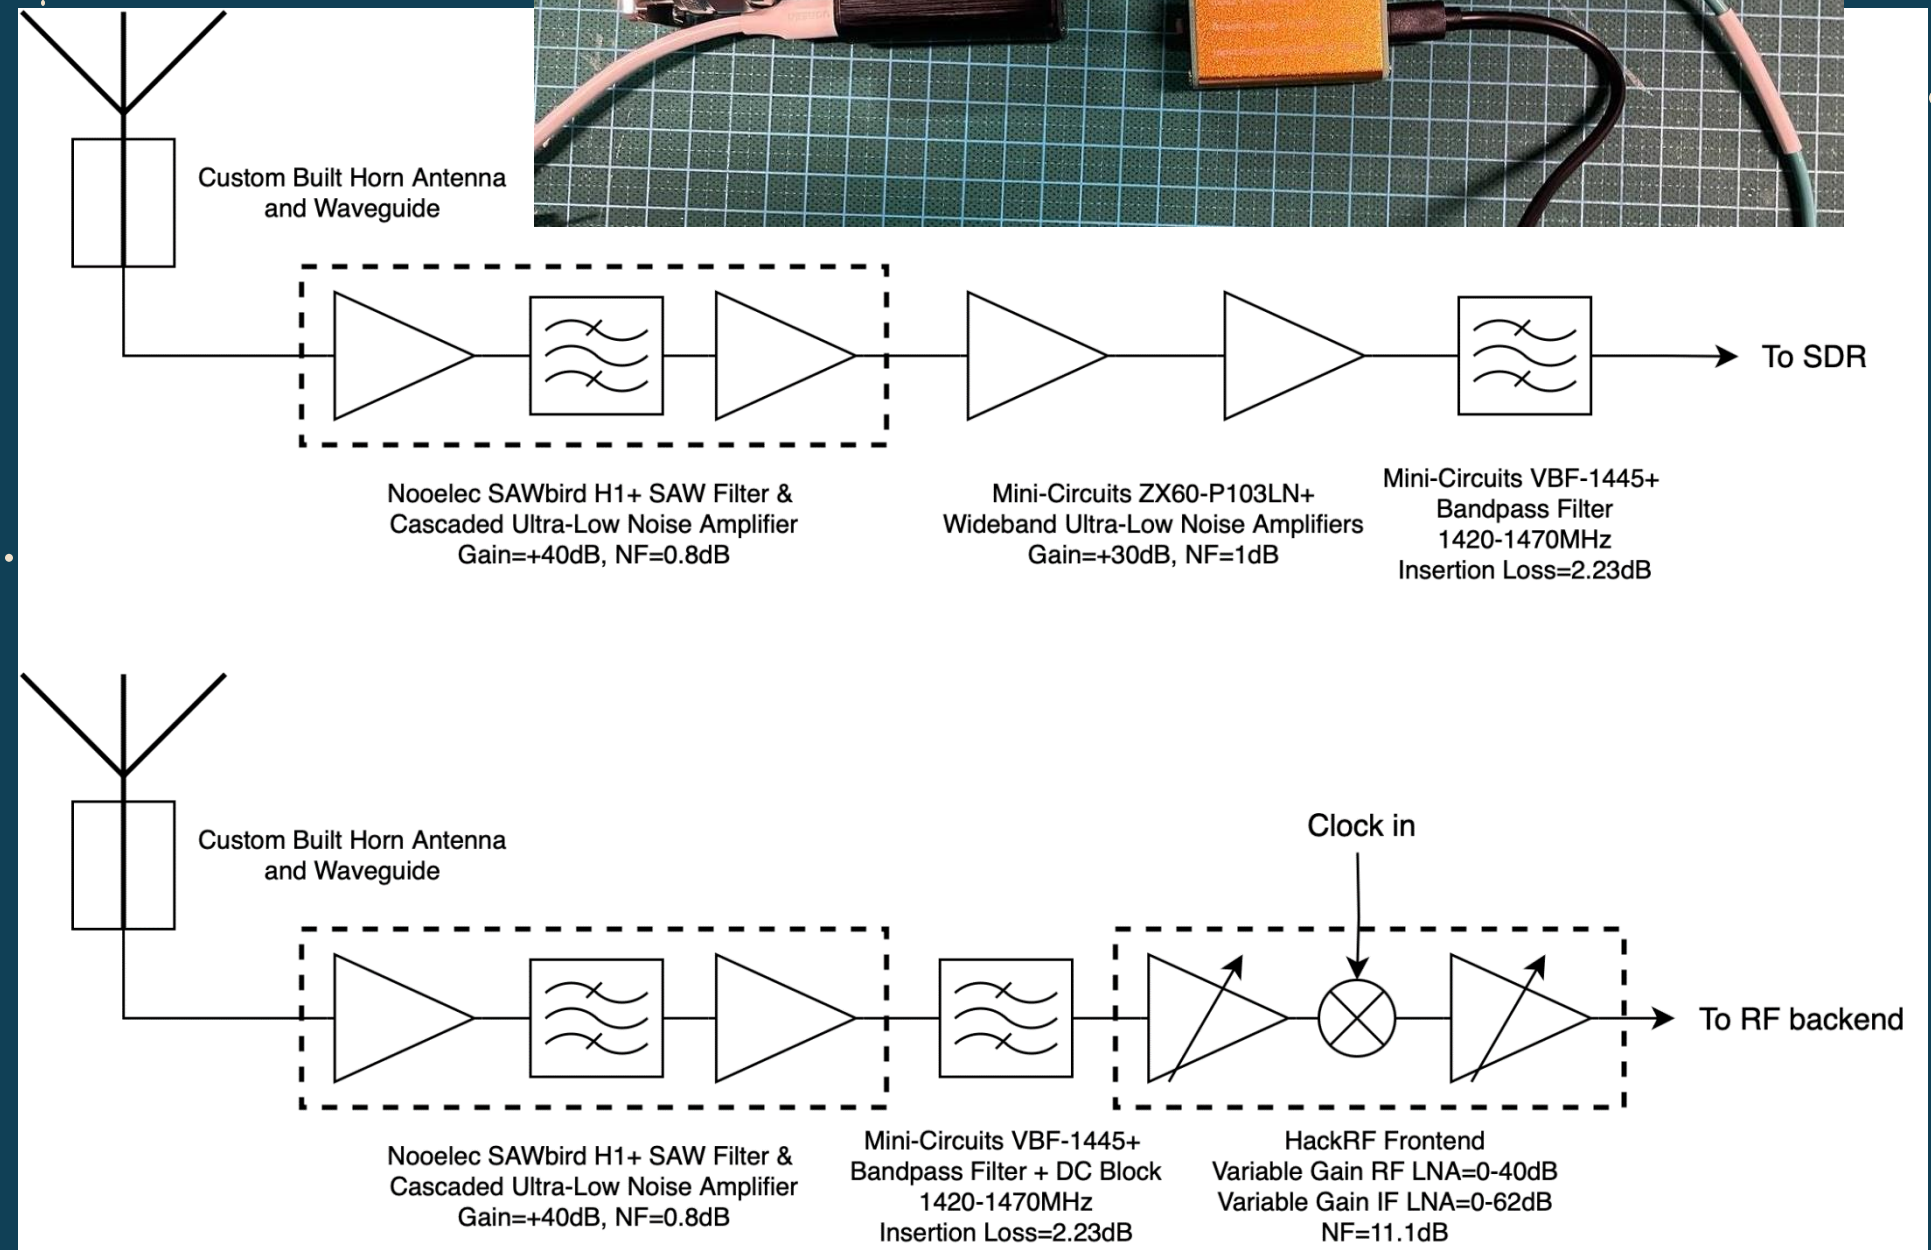 Custom Built Horn Antenna
and Waveguide
To SDR
Nooelec SAWbird H1+ SAW Filter &
Cascaded Ultra-Low Noise Amplifier
Gain=+40dB, NF=0.8dB
Mini-Circuits ZX60-P103LN+
Wideband Ultra-Low Noise Amplifiers
Gain=+30dB, NF=1dB
Mini-Circuits VBF-1445+
Bandpass Filter
1420-1470MHz
Insertion Loss=2.23dB
Custom Built Horn Antenna
and Waveguide
Clock in
To RF backend
Nooelec SAWbird H1+ SAW Filter &
Cascaded Ultra-Low Noise Amplifier
Gain=+40dB, NF=0.8dB
Mini-Circuits VBF-1445+
Bandpass Filter + DC Block
1420-1470MHz
Insertion Loss=2.23dB
HackRF Frontend
Variable Gain RF LNA=0-40dB
Variable Gain IF LNA=0-62dB
NF=11.1dB